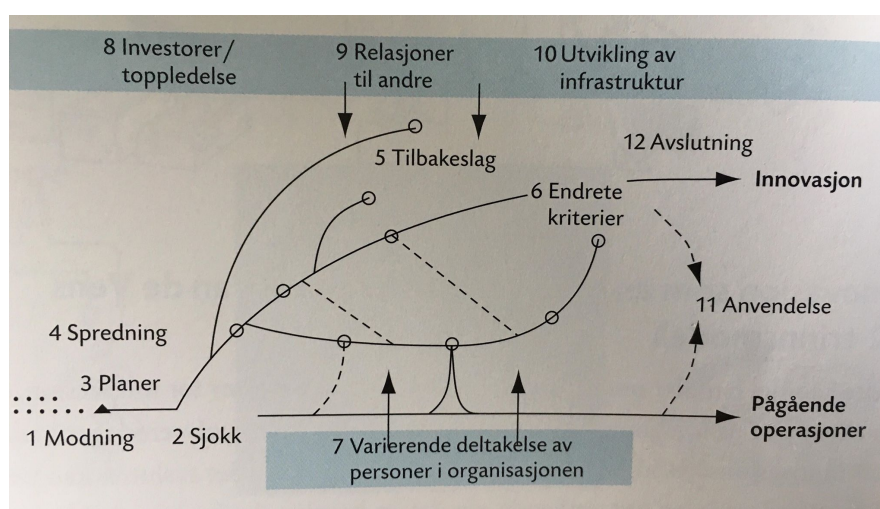 8 Investorer/
toppledelse
9 Relasjoner
til andre
10 Utvikling av
infrastruktur
5 Tilbakeslag
12 Avslutning
Innovasjon
6 Endrete
kriterier
11 Anvendelse
4 Spredning
3 Planer
1 Modning
2 Sjokk
7 Varierende deltakelse av
personer i organisasjonen
Pågående
operasjoner